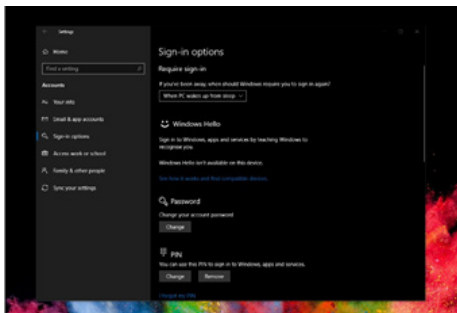 Settings
Home
Find a setting
Accounts
Your info
Email & app accounts
Sign-in options
Access work or school
Family & other people
Sync your settings
Sign-in options
Require sign-in
If you've been away, when should Windows require you to sign in again?
When PC wakes up from sleep
Windows Hello
Sign in to Windows, apps and services by teaching Windows to
recognise you.
Windows Hello isn't available on this device.
See how it works and find compatible devices.
Password
Change your account password
Change
PIN
You can use this PIN to sign in to Windows, apps and services.
Change Remove
I forgot my PIN